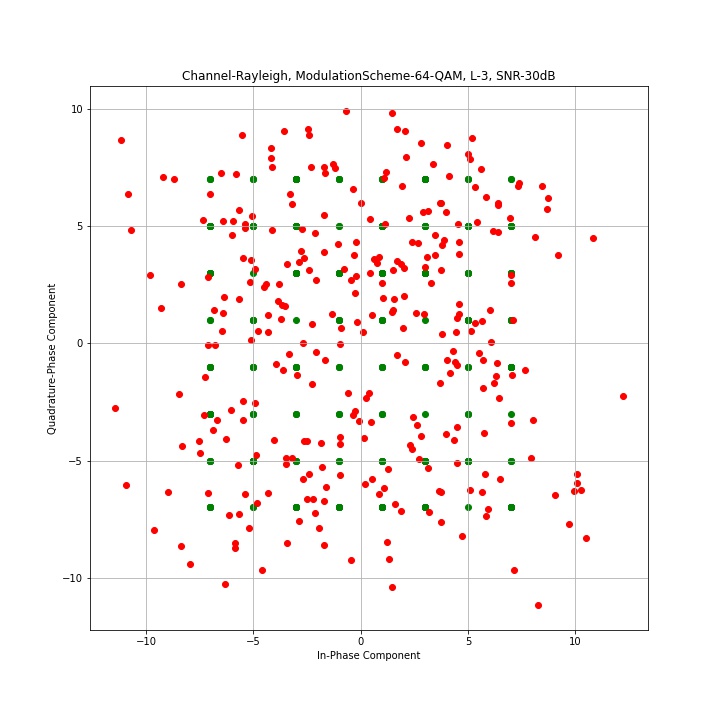 Channel-Rayleigh, ModulationScheme-64-QAM, L-3, SNR-30dB
10
5
0
−5
−10
Quadrature-Phase Component
−10 −5 0 5 10
In-Phase Component